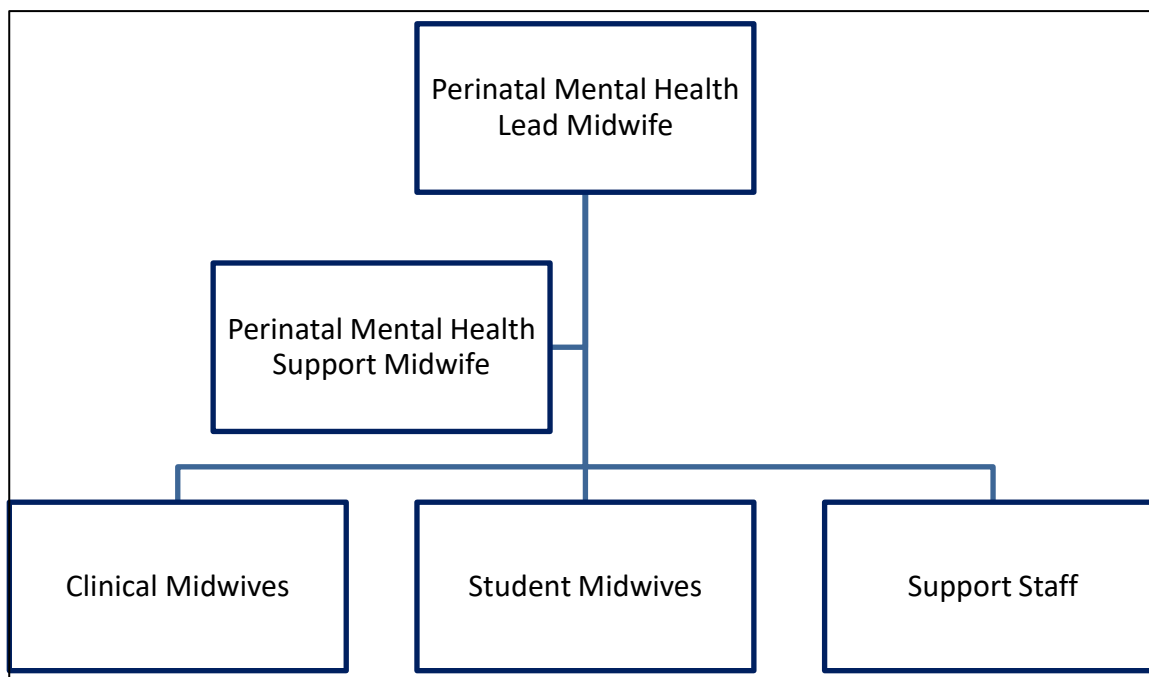 Perinatal Mental Health
Lead Midwife
Perinatal Mental Health
Support Midwife
Clinical Midwives
Student Midwives
Support Staff